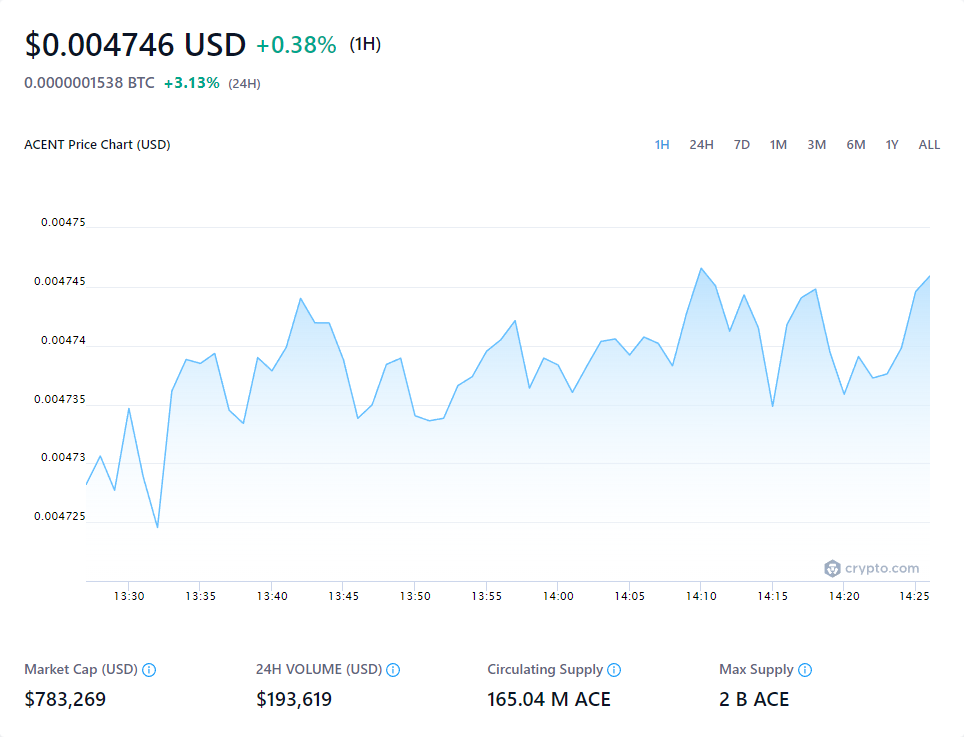 $0.004746 USD +0.38% (1H)
0.0000001538 BTC +3.13% (24H)
ACENT Price Chart (USD) 1H 24H 7D 1M 3M 6M 1Y ALL
0.00475
0.004745
0.00474
0.004735
0.00473
0.004725
crypto.com
13:30 13:35 13:40 13:45 13:50 13:55 14:00 14:05 14:10 14:15 14:20 14:25
Market Cap (USD) 24H VOLUME (USD) Circulating Supply Max Supply
$783,269 $193,619 165.04 M ACE 2 B ACE